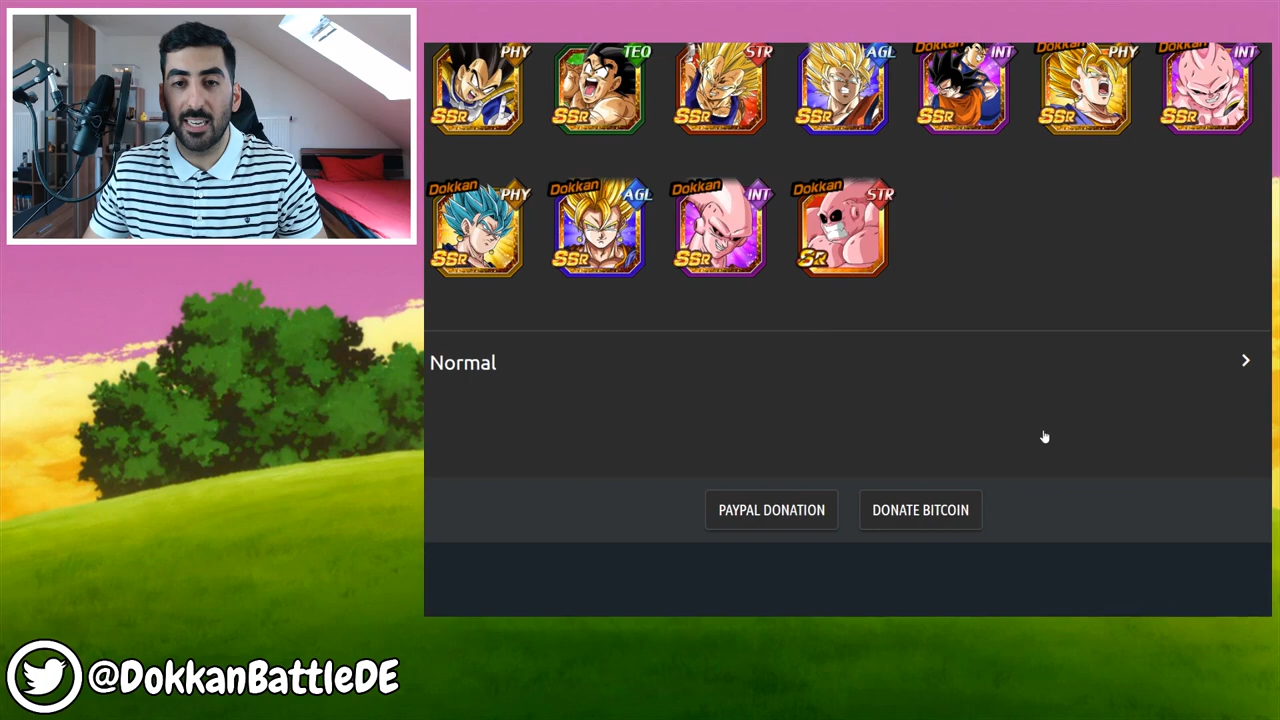 PHY TEQ STR AGL Dokkan INT Dokkan PHY Dokkan INT
SSR SSR SSR SSR SSR SSR SSR
Dokkan PHY Dokkan AGL Dokkan INT Dokkan STR
SSR SSR SSR SR
Normal
PAYPAL DONATION DONATE BITCOIN
@DokkanBattleDE